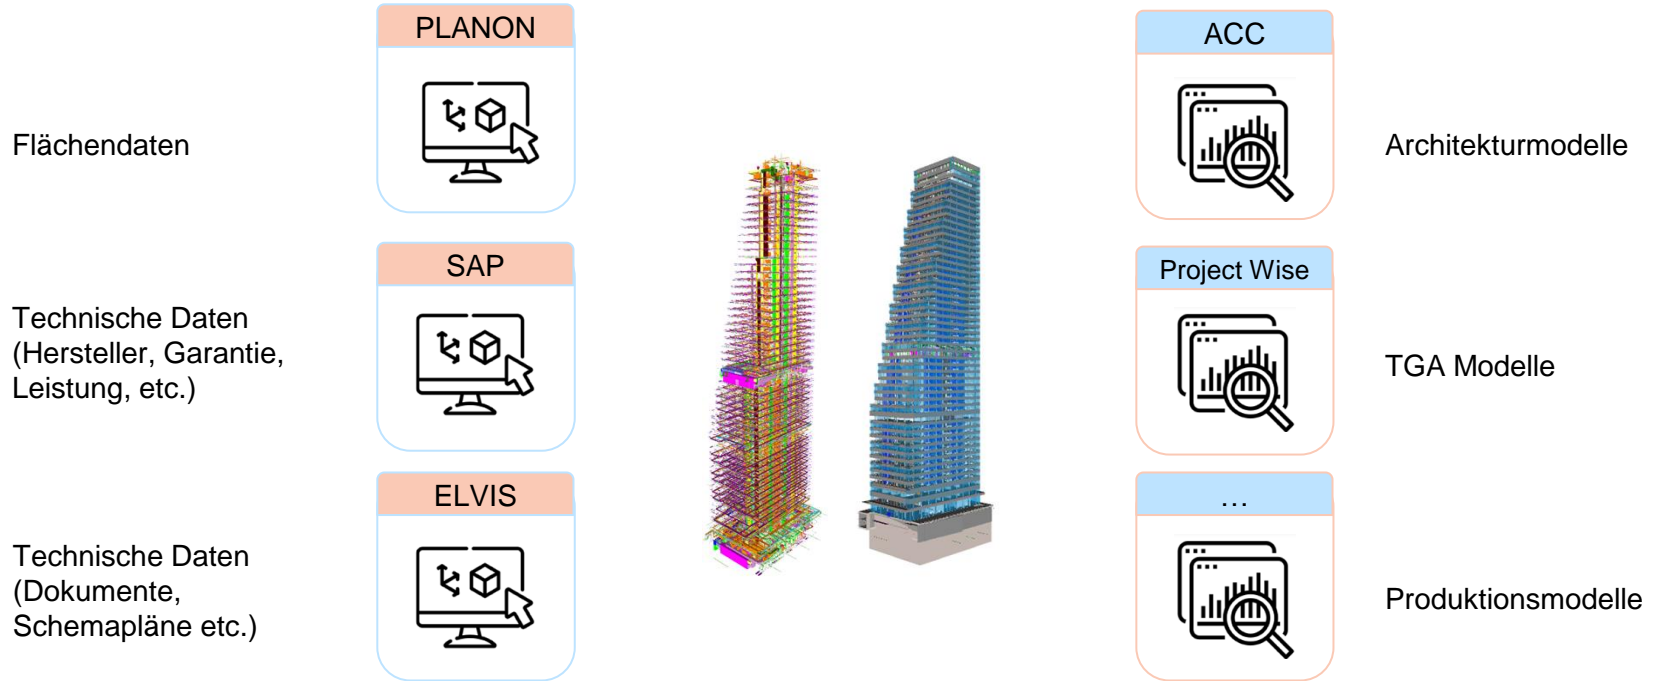 PLANON
Flächendaten
SAP
Technische Daten
(Hersteller, Garantie,
Leistung, etc.)
ELVIS
Technische Daten
(Dokumente,
Schemapläne etc.)
ACC
Architekturmodelle
Project Wise
TGA Modelle
...
Produktionsmodelle